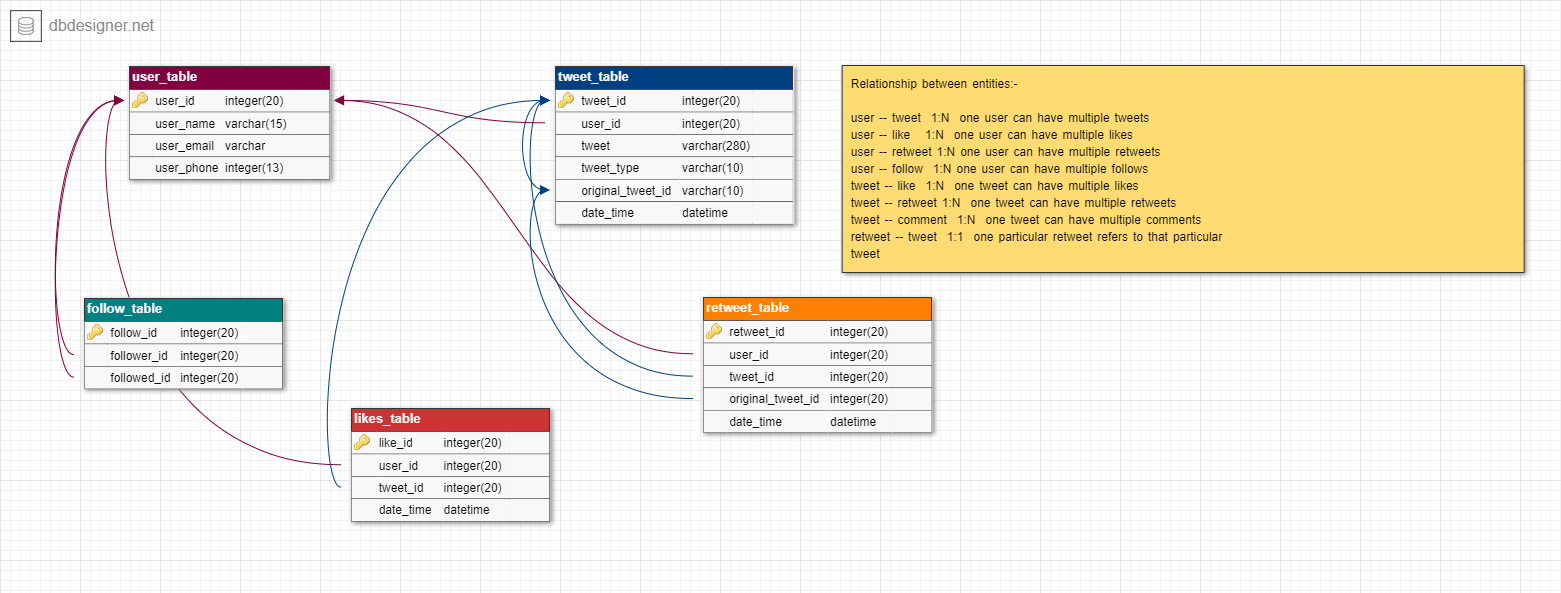 dbdesigner.net
user_table
user_id integer(20)
user_name varchar(15)
user_email varchar
user_phone integer(13)
tweet_table
tweet_id integer(20)
user_id integer(20)
tweet varchar(280)
tweet_type varchar(10)
original_tweet_id varchar(10)
date_time datetime
Relationship between entities:-
user -- tweet 1:N one user can have multiple tweets
user -- like 1:N one user can have multiple likes
user -- retweet 1:N one user can have multiple retweets
user -- follow 1:N one user can have multiple follows
tweet -- like 1:N one tweet can have multiple likes
tweet -- retweet 1:N one tweet can have multiple retweets
tweet -- comment 1:N one tweet can have multiple comments
retweet -- tweet 1:1 one particular retweet refers to that particular
tweet
follow_table
follow_id integer(20)
follower_id integer(20)
followed_id integer(20)
retweet_table
retweet_id integer(20)
user_id integer(20)
tweet_id integer(20)
original_tweet_id integer(20)
date_time datetime
likes_table
like_id integer(20)
user_id integer(20)
tweet_id integer(20)
date_time datetime